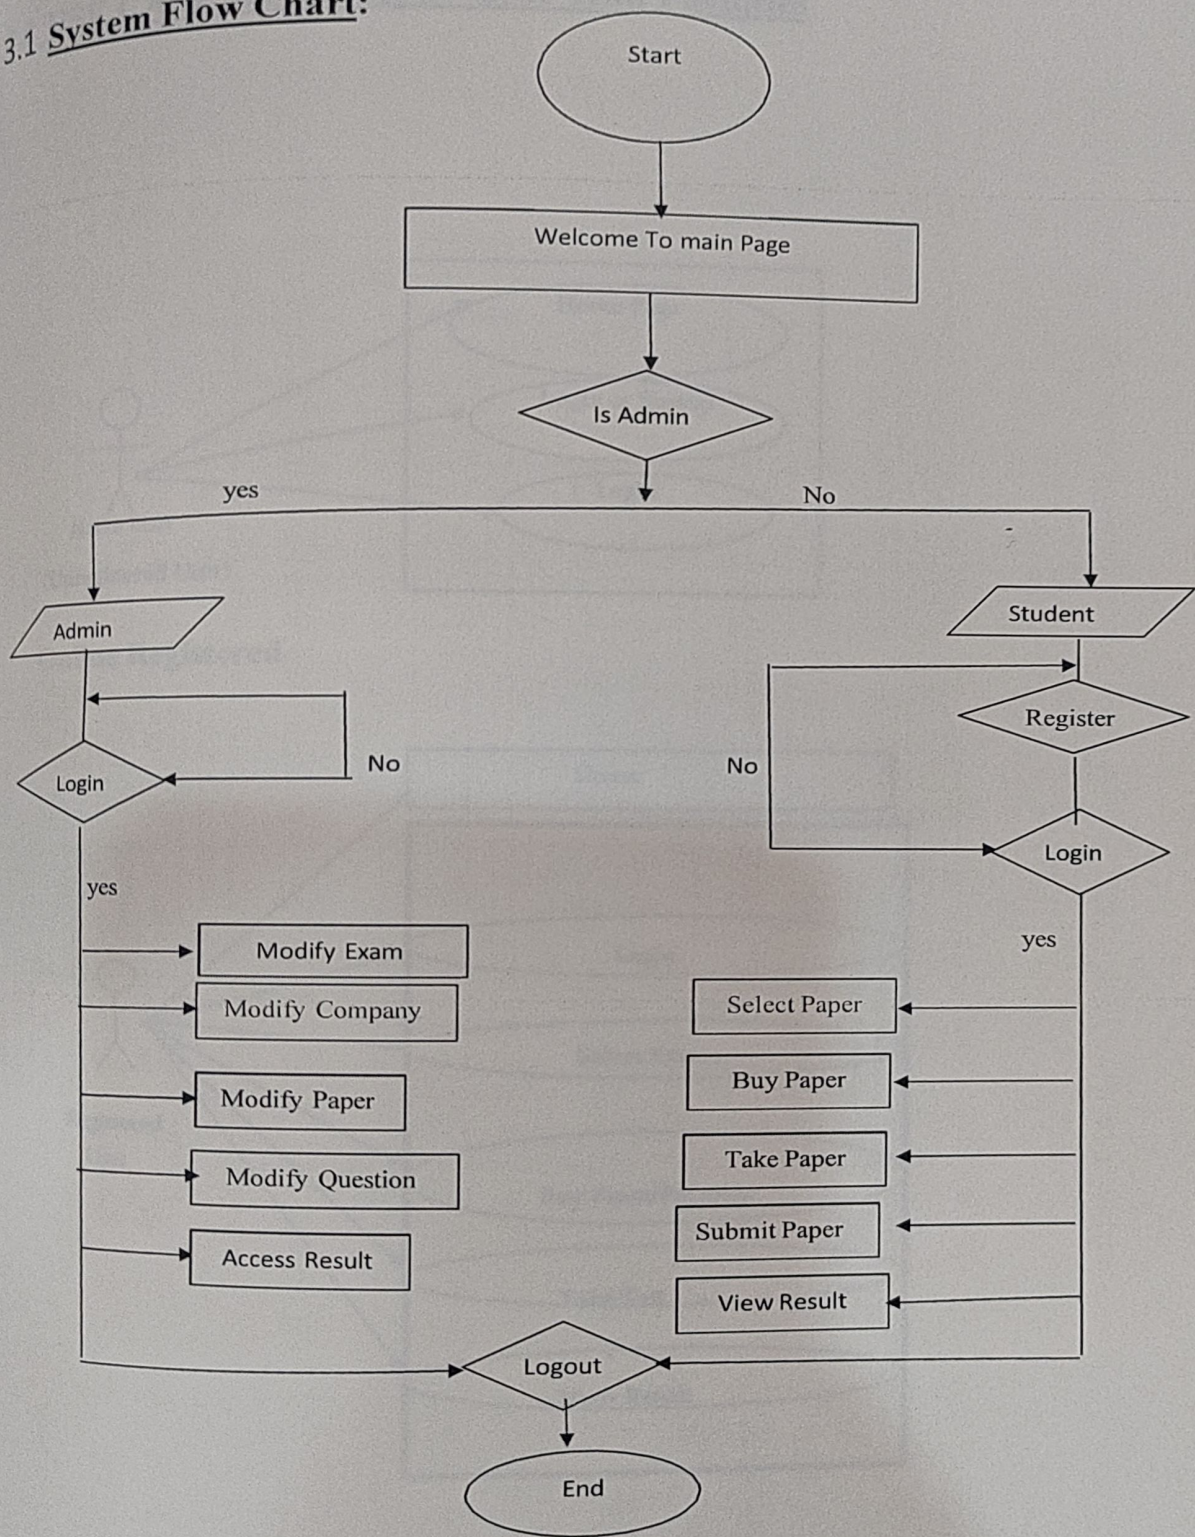 3.1 System Flow Chart:
Start
Welcome To main Page
Is Admin
yes
No
Admin
Student
Register
No
No
Login
Login
yes
yes
Modify Exam
Modify Company
Modify Paper
Modify Question
Access Result
Select Paper
Buy Paper
Take Paper
Submit Paper
View Result
Logout
End